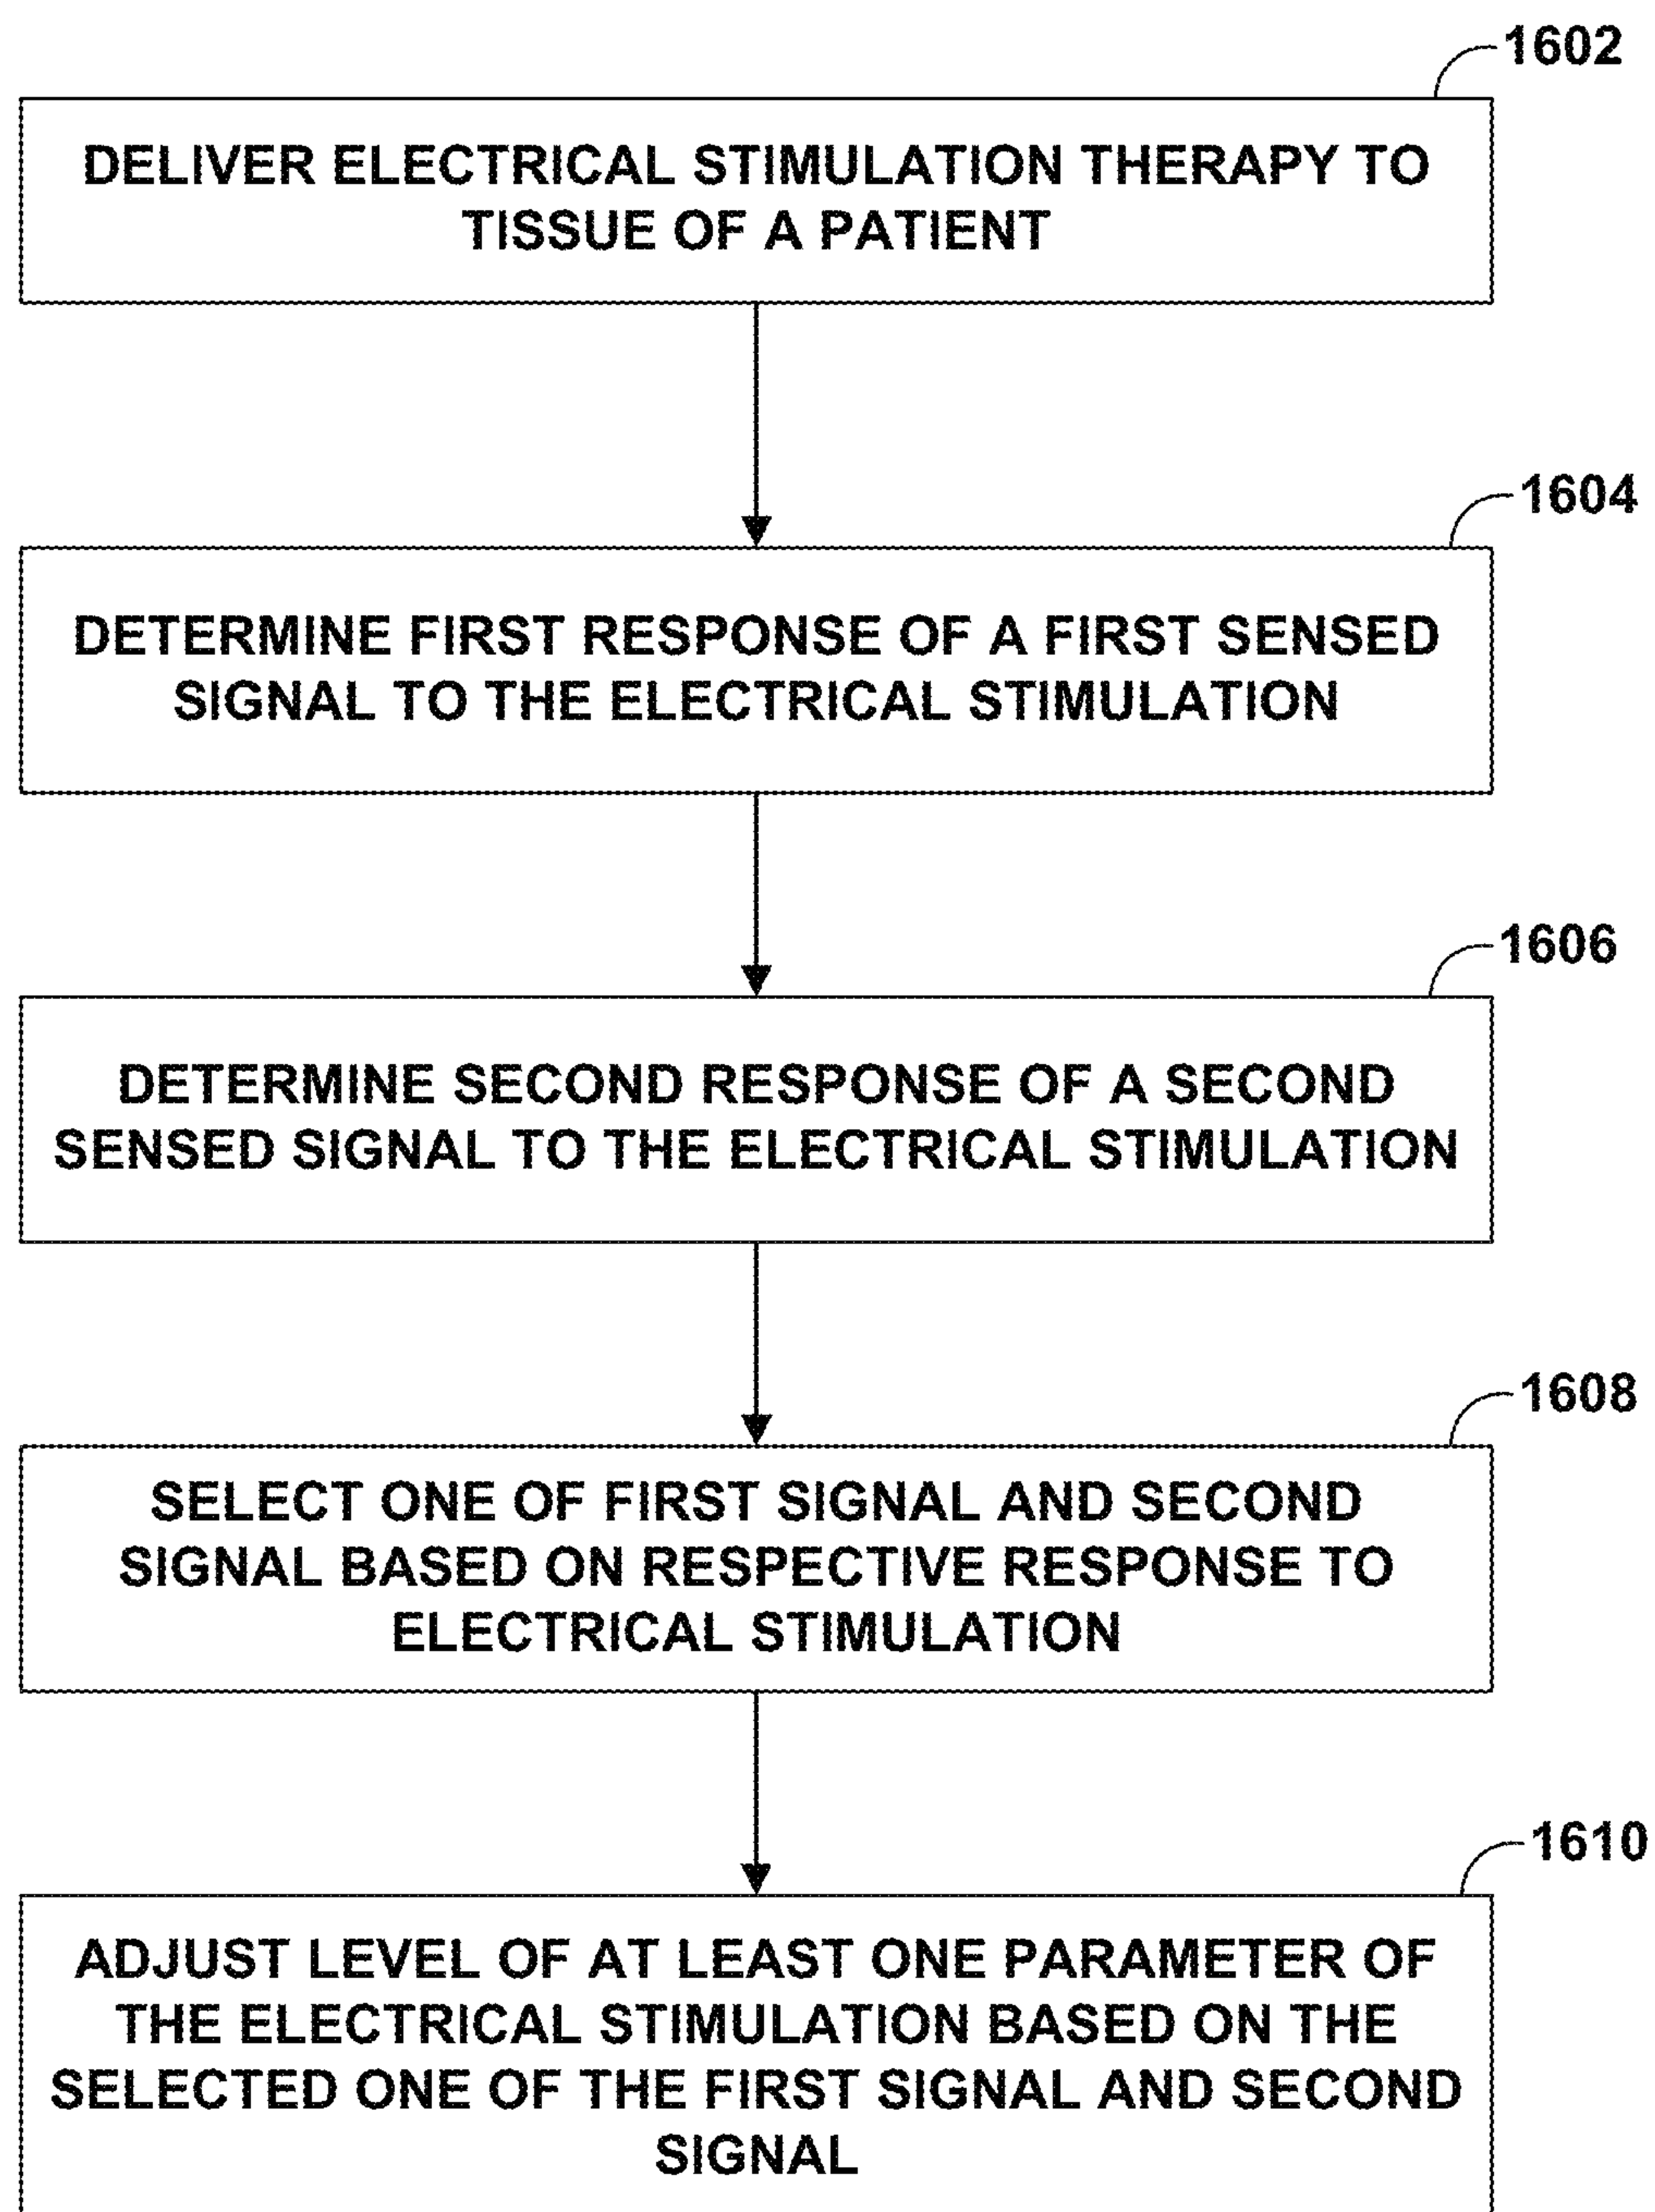 1602
DELIVER ELECTRICAL STIMULATION THERAPY TO
TISSUE OF A PATIENT
1604
DETERMINE FIRST RESPONSE OF A FIRST SENSED
SIGNAL TO THE ELECTRICAL STIMULATION
1606
DETERMINE SECOND RESPONSE OF A SECOND
SENSED SIGNAL TO THE ELECTRICAL STIMULATION
1608
SELECT ONE OF FIRST SIGNAL AND SECOND
SIGNAL BASED ON RESPECTIVE RESPONSE TO
ELECTRICAL STIMULATION
1610
ADJUST LEVEL OF AT LEAST ONE PARAMETER OF
THE ELECTRICAL STIMULATION BASED ON THE
SELECTED ONE OF THE FIRST SIGNAL AND SECOND
SIGNAL